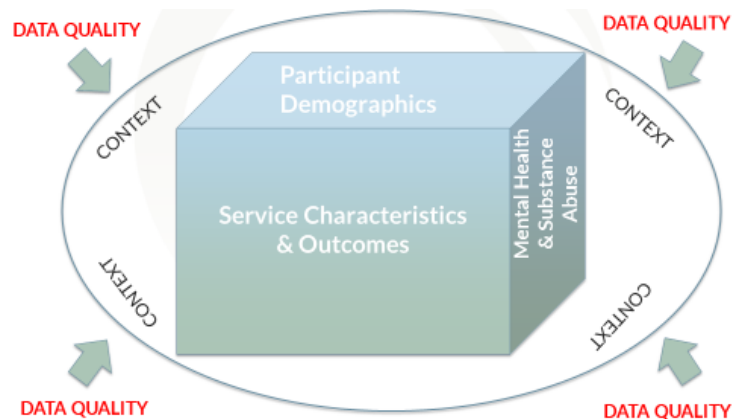 DATA QUALITY
DATA QUALITY
CONTEXT
CONTEXT
Participant
Demographics
Service Characteristics
& Outcomes
Mental Health
& Substance
Abuse
CONTEXT
CONTEXT
DATA QUALITY
DATA QUALITY